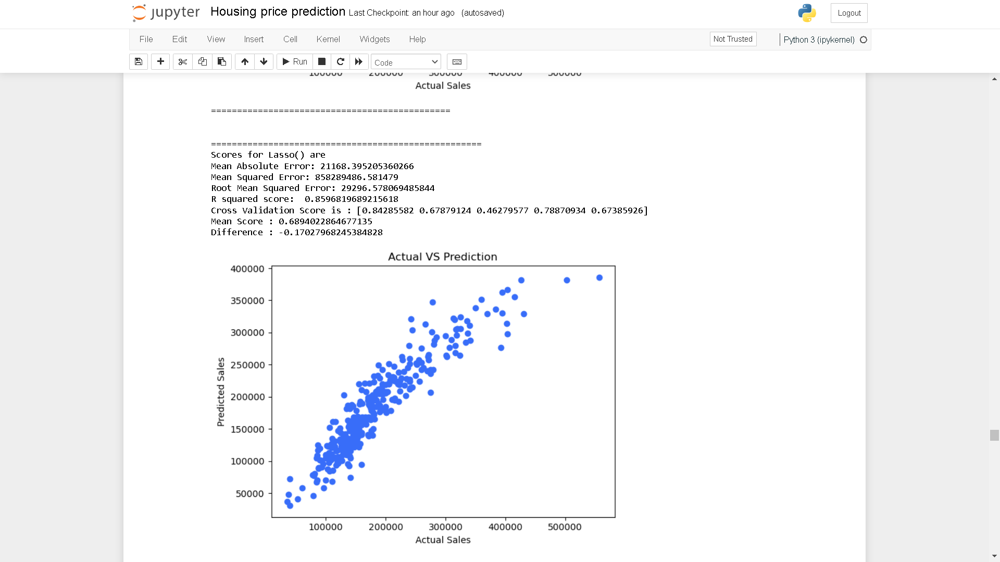 jupyter Housing price prediction Last Checkpoint: an hour ago (autosaved)
Logout
File Edit View Insert Cell Kernel Widgets Help
Not Trusted
Python 3 (ipykernel)
Run
Code
100000 200000 300000 400000 500000
Actual Sales
==============================================
====================================================
Scores for Lasso() are
Mean Absolute Error: 21168.395205360266
Mean Squared Error: 858289486.581479
Root Mean Squared Error: 29296.578069485844
R squared score:  0.8596819689215618
Cross Validation Score is : [0.84285582 0.67879124 0.46279577 0.78870934 0.67385926]
Mean Score : 0.6894022864677135
Difference : -0.17027968245384828
Actual VS Prediction
400000
350000
300000
250000
200000
150000
100000
50000
Predicted Sales
100000 200000 300000 400000 500000
Actual Sales